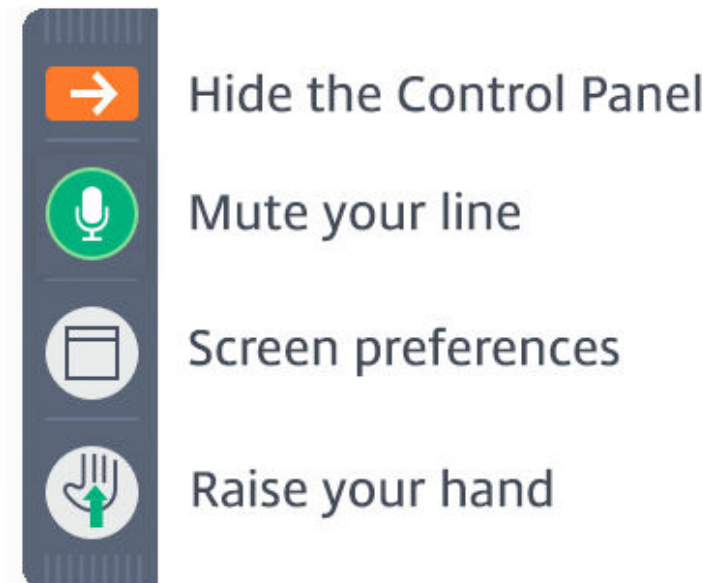 Hide the Control Panel
Mute your line
Screen preferences
Raise your hand